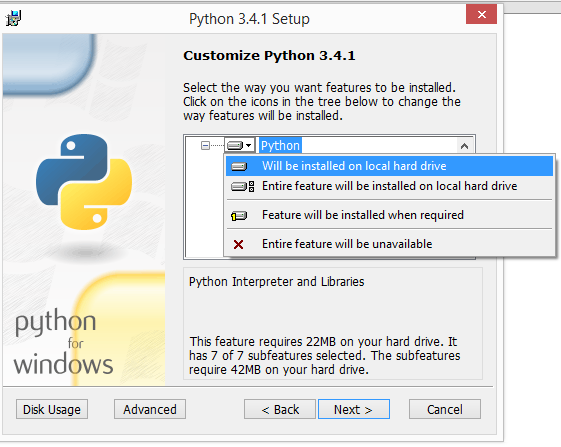 Python 3.4.1 Setup
Customize Python 3.4.1
Select the way you want features to be installed.
Click on the icons in the tree below to change the
way features will be installed.
Python
Will be installed on local hard drive
Entire feature will be installed on local hard drive
Feature will be installed when required
Entire feature will be unavailable
Python Interpreter and Libraries
This feature requires 22MB on your hard drive. It
has 7 of 7 subfeatures selected. The subfeatures
require 42MB on your hard drive.
python
for
windows
Disk Usage
Advanced
< Back
Next >
Cancel